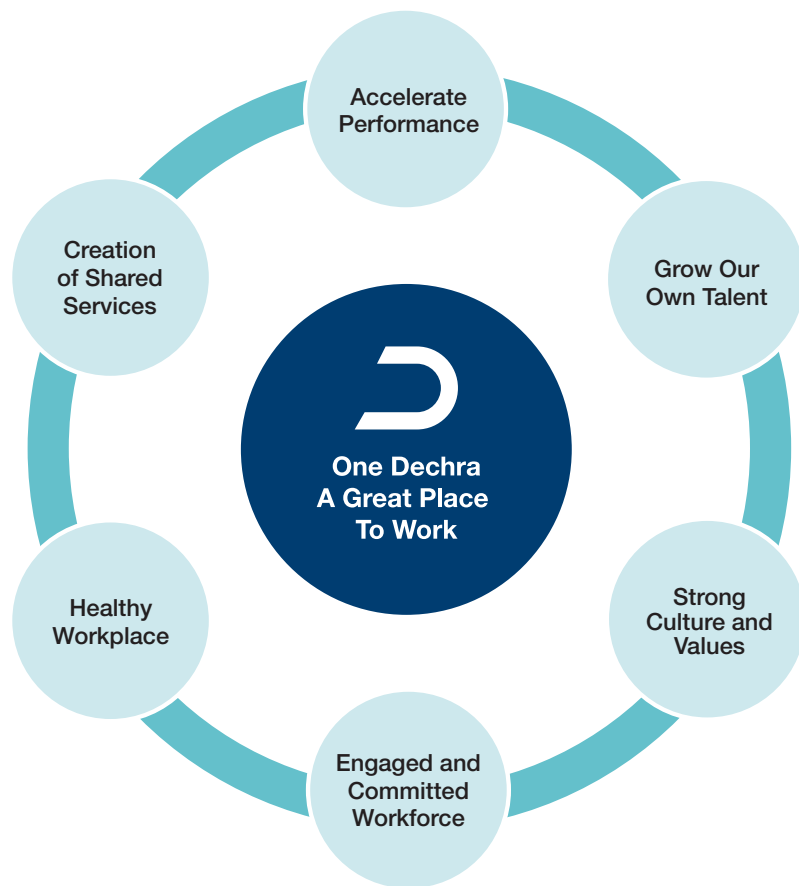 Accelerate
Performance
Grow Our
Own Talent
Strong
Culture and
Values
Engaged and
Committed
Workforce
Healthy
Workplace
Creation
of Shared
Services
One Dechra
A Great Place
To Work